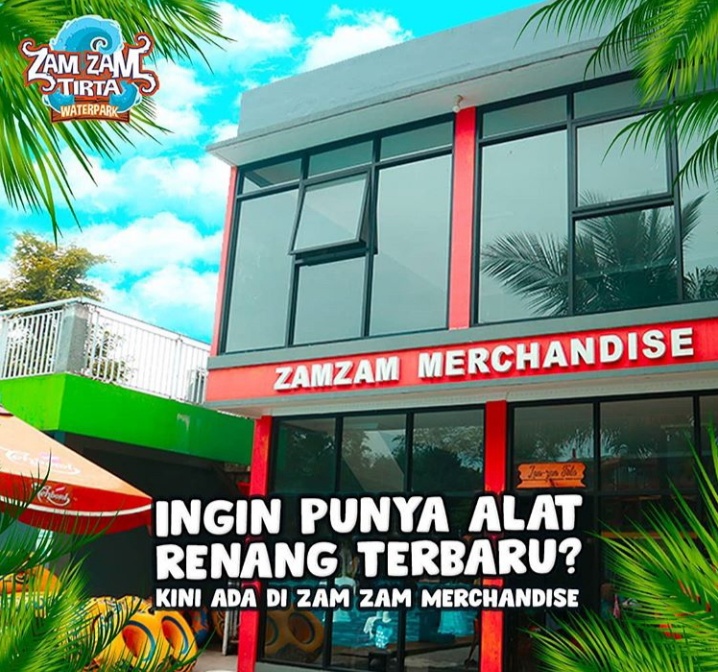 ZAM ZAM
TIRTA
WATERPARK
ZAMZAM MERCHANDISE
INGIN PUNYA ALAT
RENANG TERBARU?
KINI ADA DI ZAM ZAM MERCHANDISE